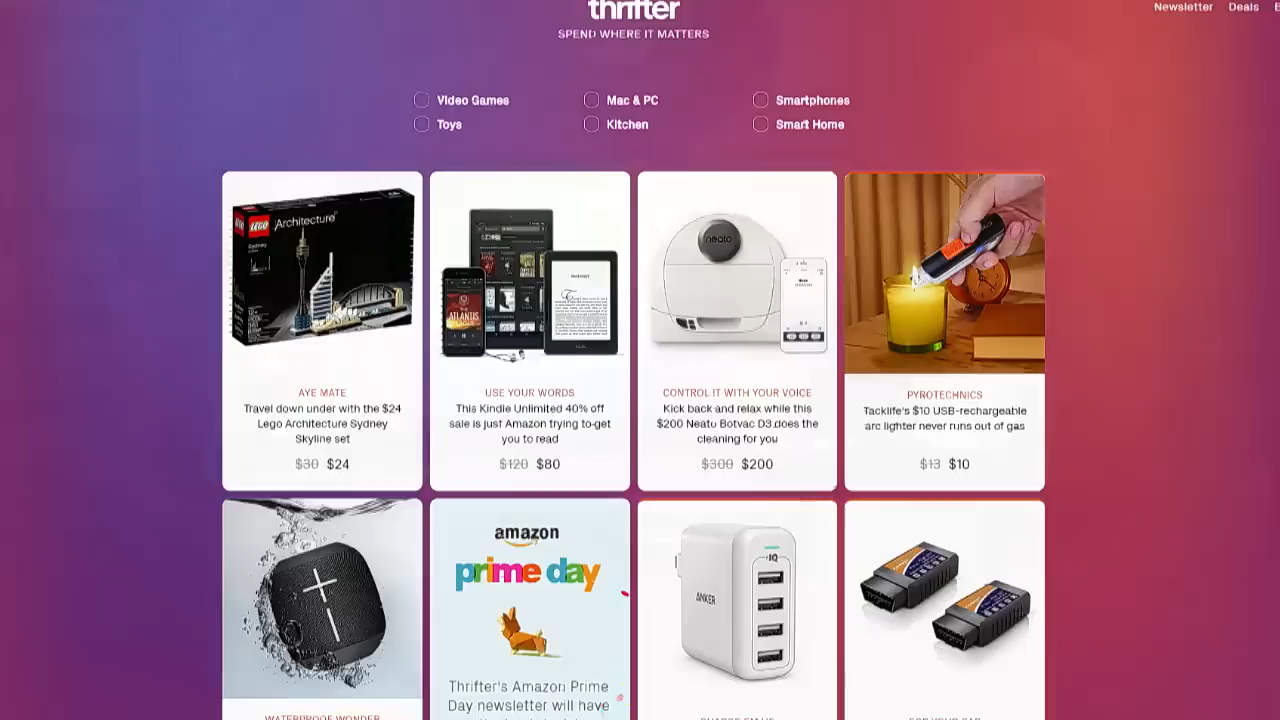 thrifter
SPEND WHERE IT MATTERS
Newsletter Deals
Video Games
Mac & PC
Smartphones
Toys
Kitchen
Smart Home
LEGO Architecture
Sydney
neato
AYE MATE
Travel down under with the $24
Lego Architecture Sydney
Skyline set
$30 $24
ATLANTIS
USE YOUR WORDS
This Kindle Unlimited 40% off
sale is just Amazon trying to get
you to read
$120 $80
CONTROL IT WITH YOUR VOICE
Kick back and relax while this
$200 Neato Botvac D3 does the
cleaning for you
$300 $200
PYROTECHNICS
Tacklife's $10 USB-rechargeable
arc lighter never runs out of gas
$13 $10
WATERPROOF WONDER
amazon
prime day
Thrifter's Amazon Prime
Day newsletter will have
IQ
ANKER